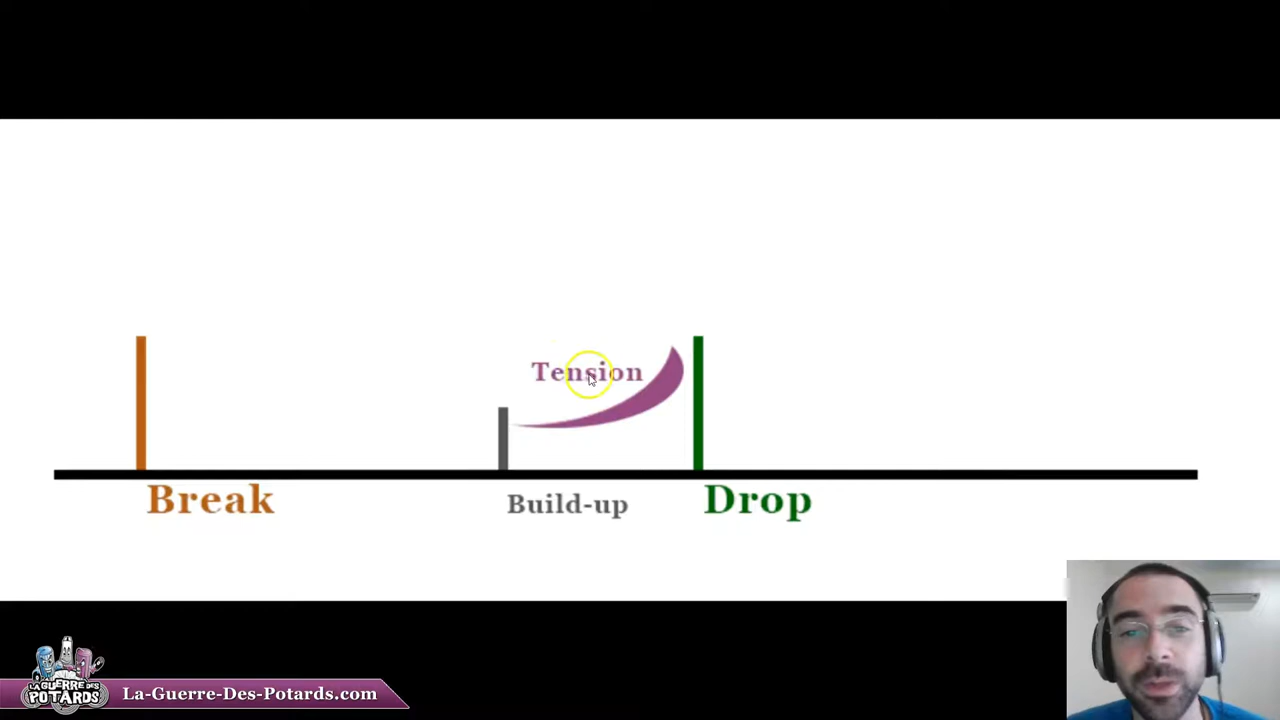 Tension
Break
Build-up
Drop
LA GUERRE DES
POTARDS
La-Guerre-Des-Potards.com